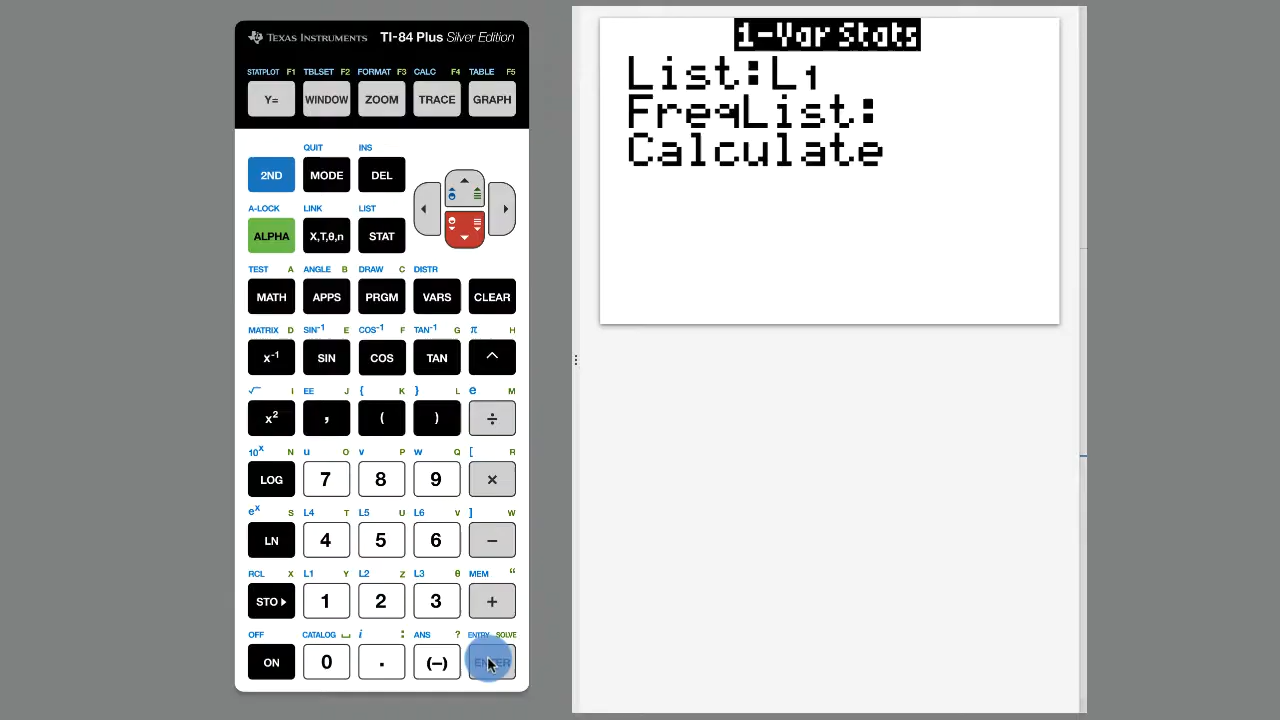 TEXAS INSTRUMENTS TI-84 Plus Silver Edition
STATPLOT F1 TBLSET F2 FORMAT F3 CALC F4 TABLE F5
Y= WINDOW ZOOM TRACE GRAPH
QUIT INS
2ND MODE DEL
A-LOCK LINK LIST
ALPHA X,T,θ,n STAT
TEST A ANGLE B DRAW C DISTR
MATH APPS PRGM VARS CLEAR
MATRIX D SIN⁻¹ E COS⁻¹ F TAN⁻¹ G π H
x⁻¹ SIN COS TAN ^
√‾ I EE J { K } L e M
x² , ( ) ÷
10ˣ N u O v P w Q [ R
LOG 7 8 9 ×
eˣ S L4 T L5 U L6 V ] W
LN 4 5 6 −
RCL X L1 Y L2 Z L3 θ MEM “
STO▶ 1 2 3 +
OFF CATALOG ␣ i : ANS ? ENTRY SOLVE
ON 0 . (−) ENTER
1-Var Stats
List:L1
FreqList:
Calculate